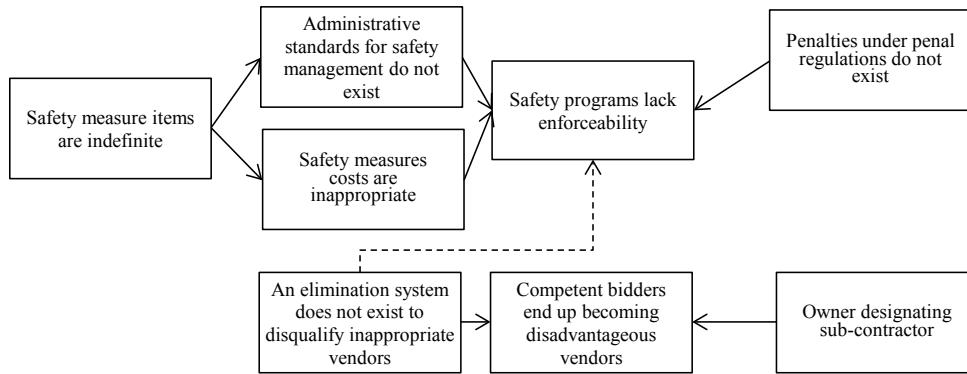 Administrative
standards for safety
management do not
exist
Penalties under penal
regulations do not
exist
Safety measure items
are indefinite
Safety programs lack
enforceability
Safety measures
costs are
inappropriate
An elimination system
does not exist to
disqualify inappropriate
vendors
Competent bidders
end up becoming
disadvantageous
vendors
Owner designating
sub-contractor